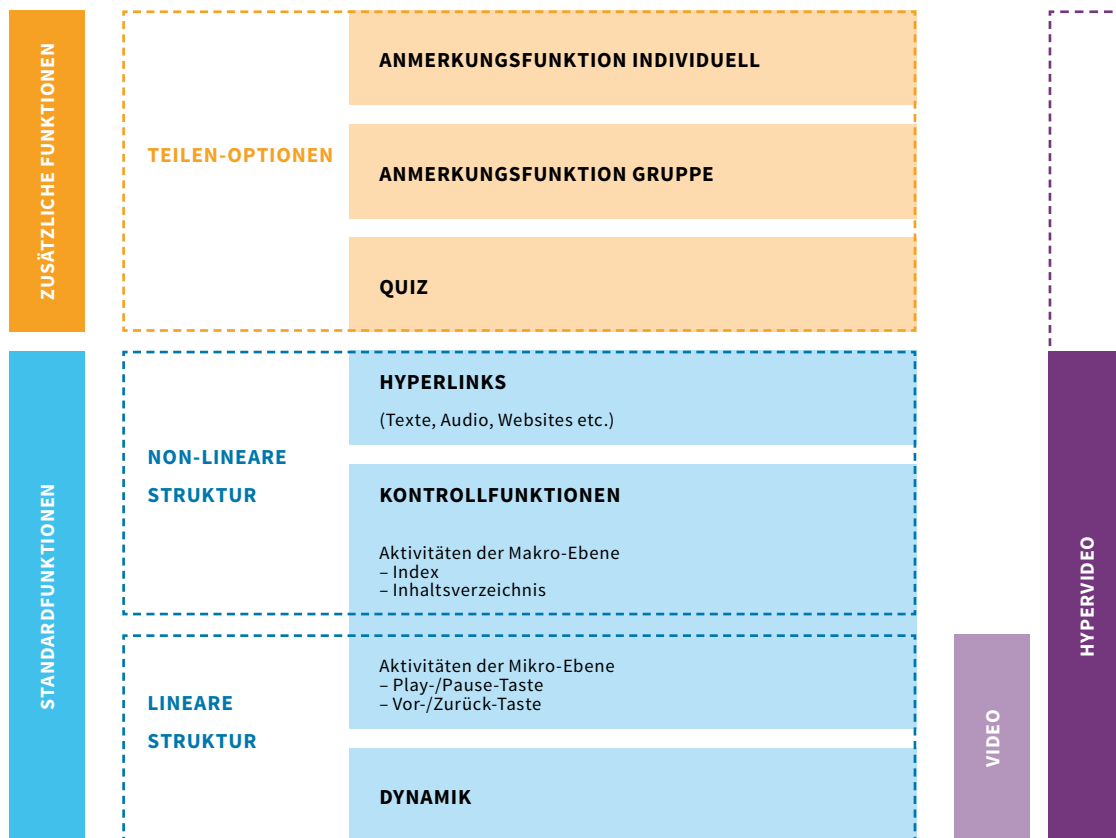 ZUSÄTZLICHE FUNKTIONEN
TEILEN-OPTIONEN
ANMERKUNGSFUNKTION INDIVIDUELL
ANMERKUNGSFUNKTION GRUPPE
QUIZ
STANDARDFUNKTIONEN
NON-LINEARE
STRUKTUR
HYPERLINKS
(Texte, Audio, Websites etc.)
KONTROLLFUNKTIONEN
Aktivitäten der Makro-Ebene
– Index
– Inhaltsverzeichnis
LINEARE
STRUKTUR
Aktivitäten der Mikro-Ebene
– Play-/Pause-Taste
– Vor-/Zurück-Taste
DYNAMIK
VIDEO
HYPERVIDEO